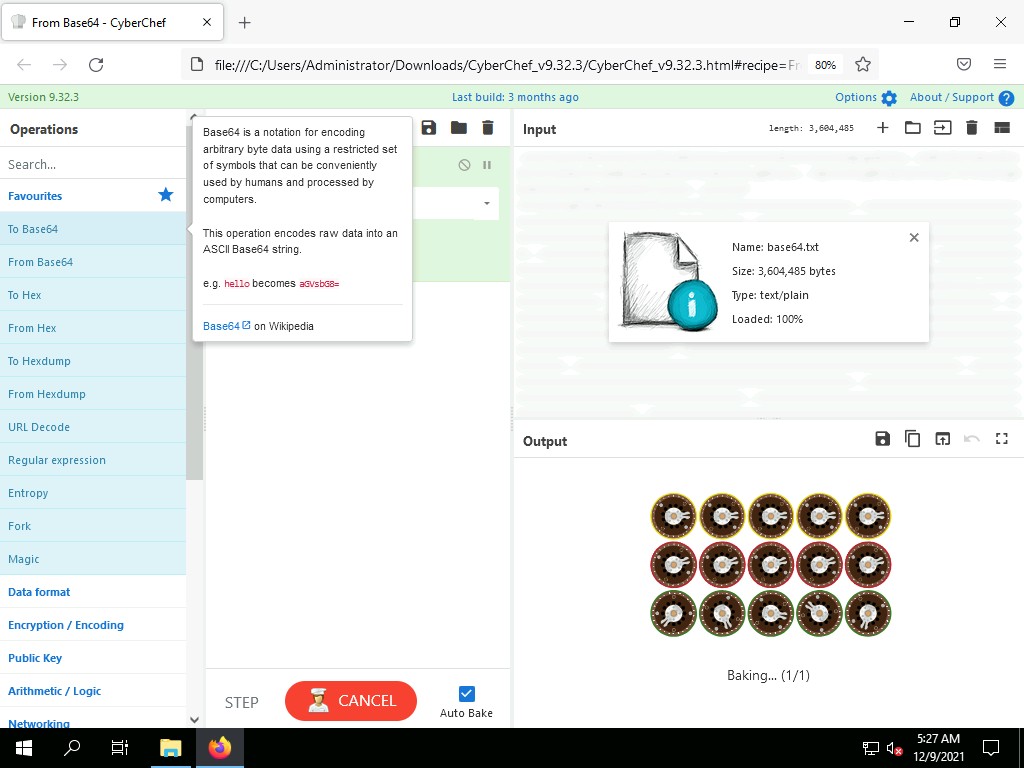 From Base64 - CyberChef
file:///C:/Users/Administrator/Downloads/CyberChef_v9.32.3/CyberChef_v9.32.3.html#recipe=Fr
80%
Version 9.32.3
Last build: 3 months ago
Options
About / Support
Operations
Search...
Favourites
To Base64
From Base64
To Hex
From Hex
To Hexdump
From Hexdump
URL Decode
Regular expression
Entropy
Fork
Magic
Data format
Encryption / Encoding
Public Key
Arithmetic / Logic
Networking
Base64 is a notation for encoding
arbitrary byte data using a restricted set
of symbols that can be conveniently
used by humans and processed by
computers.
This operation encodes raw data into an
ASCII Base64 string.
e.g. hello becomes aGVsbG8=
Base64 on Wikipedia
STEP
CANCEL
Auto Bake
Input
length: 3,604,485
Name: base64.txt
Size: 3,604,485 bytes
Type: text/plain
Loaded: 100%
Output
Baking... (1/1)
5:27 AM
12/9/2021